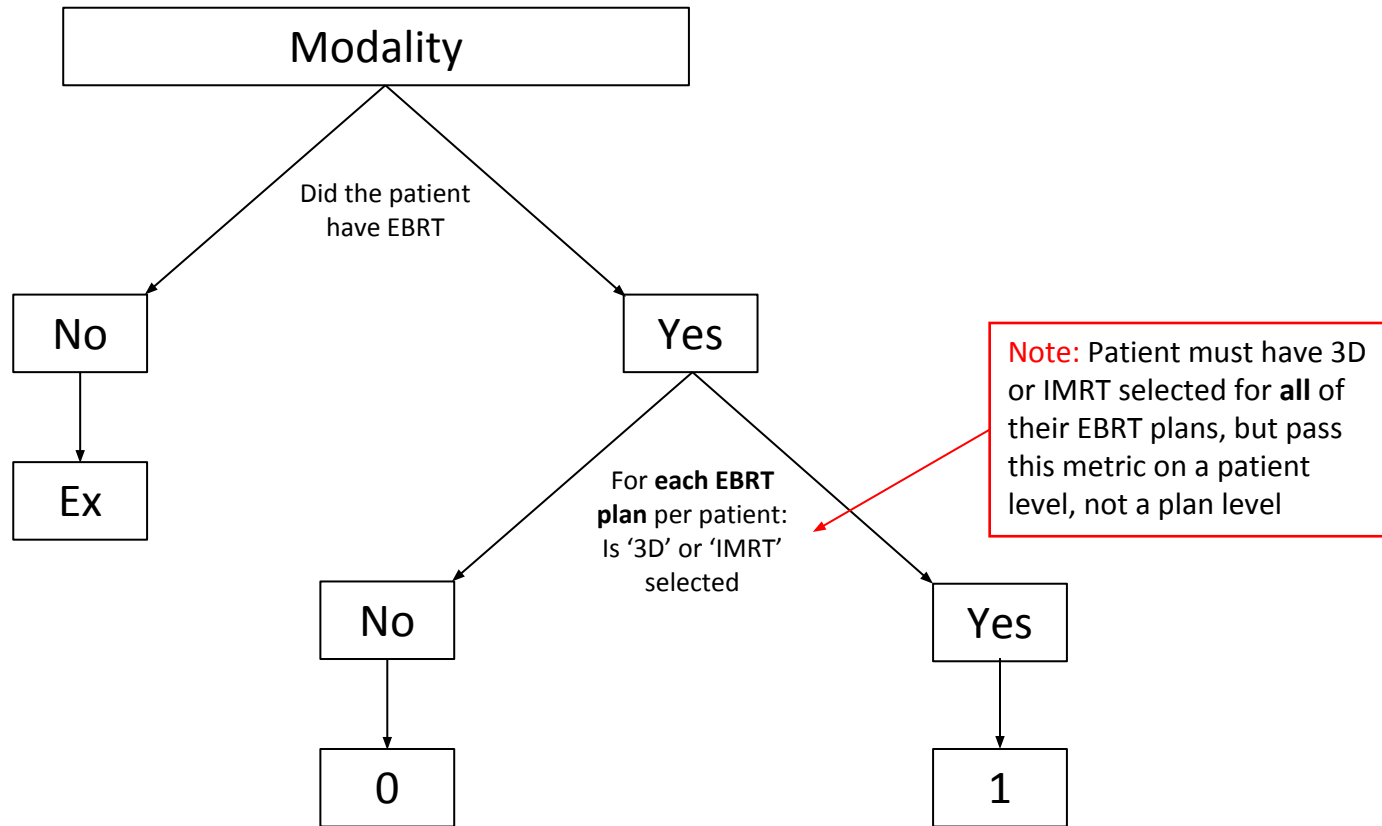 Modality
Did the patient
have EBRT
No
Yes
Note: Patient must have 3D
or IMRT selected for all of
their EBRT plans, but pass
this metric on a patient
level, not a plan level
Ex
For each EBRT
plan per patient:
Is ‘3D’ or ‘IMRT’
selected
No
Yes
0
1